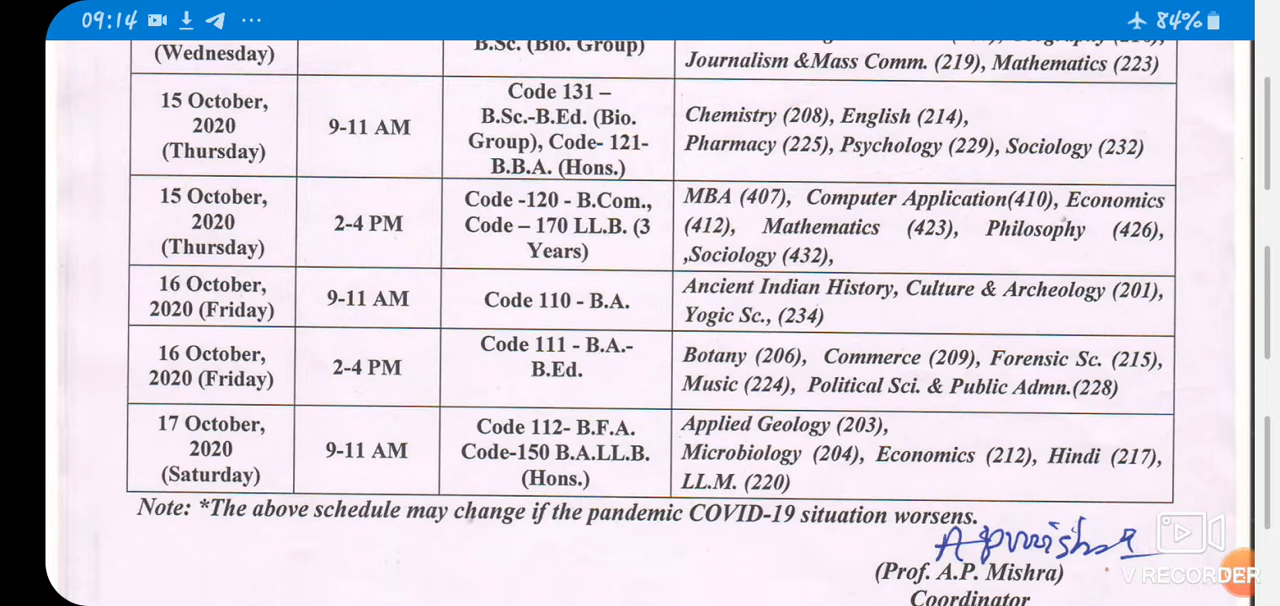 09:14
84%
B.Sc. (Bio. Group)
(Wednesday)
Journalism &Mass Comm. (219), Mathematics (223)
15 October,
2020
(Thursday)
9-11 AM
Code 131 –
B.Sc.-B.Ed. (Bio.
Group), Code- 121-
B.B.A. (Hons.)
Chemistry (208), English (214),
Pharmacy (225), Psychology (229), Sociology (232)
15 October,
2020
(Thursday)
2-4 PM
Code -120 - B.Com.,
Code – 170 LL.B. (3
Years)
MBA (407), Computer Application(410), Economics
(412), Mathematics (423), Philosophy (426),
,Sociology (432),
16 October,
2020 (Friday)
9-11 AM
Code 110 - B.A.
Ancient Indian History, Culture & Archeology (201),
Yogic Sc., (234)
16 October,
2020 (Friday)
2-4 PM
Code 111 - B.A.-
B.Ed.
Botany (206), Commerce (209), Forensic Sc. (215),
Music (224), Political Sci. & Public Admn.(228)
17 October,
2020
(Saturday)
9-11 AM
Code 112- B.F.A.
Code-150 B.A.LL.B.
(Hons.)
Applied Geology (203),
Microbiology (204), Economics (212), Hindi (217),
LL.M. (220)
Note: *The above schedule may change if the pandemic COVID-19 situation worsens.
(Prof. A.P. Mishra)
Coordinator
V RECORDER